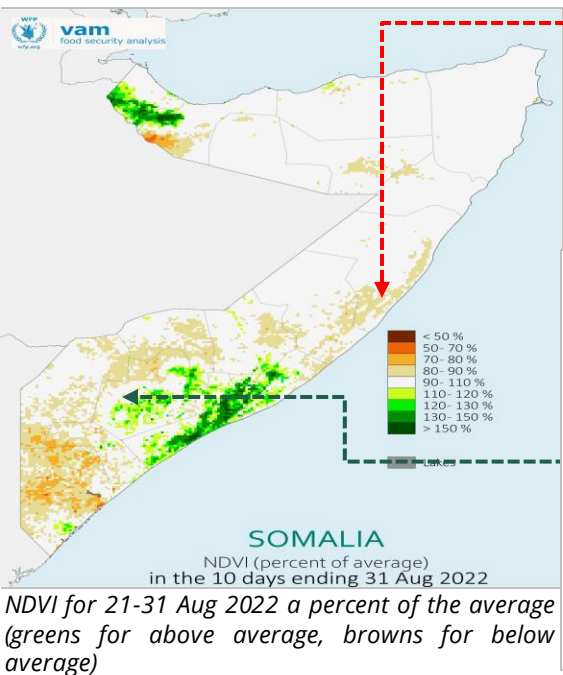 WFP
wfp.org
vam
food security analysis
< 50 %
50- 70 %
70- 80 %
80- 90 %
90- 110 %
110- 120 %
120- 130 %
130- 150 %
> 150 %
Lakes
SOMALIA
NDVI (percent of average)
in the 10 days ending 31 Aug 2022
NDVI for 21-31 Aug 2022 a percent of the average
(greens for above average, browns for below
average)